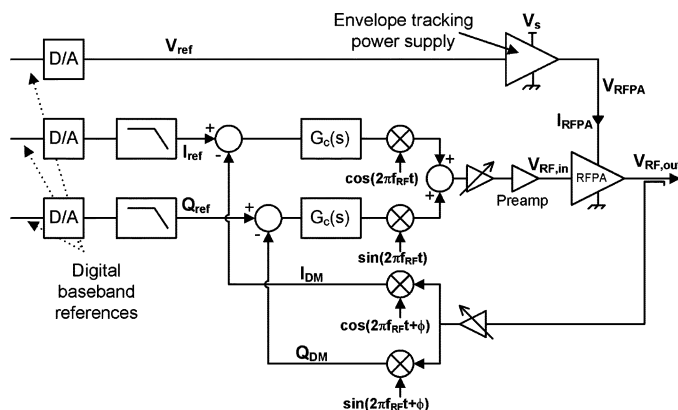 Envelope tracking
power supply
Vs
D/A
Vref
VRFPA
IRFPA
D/A
Iref
+
-
Gc(s)
cos(2πfRFt)
+
+
VRF,in
Preamp
RFPA
VRF,out
D/A
Qref
+
-
Gc(s)
sin(2πfRFt)
Digital
baseband
references
IDM
cos(2πfRFt+ϕ)
QDM
sin(2πfRFt+ϕ)